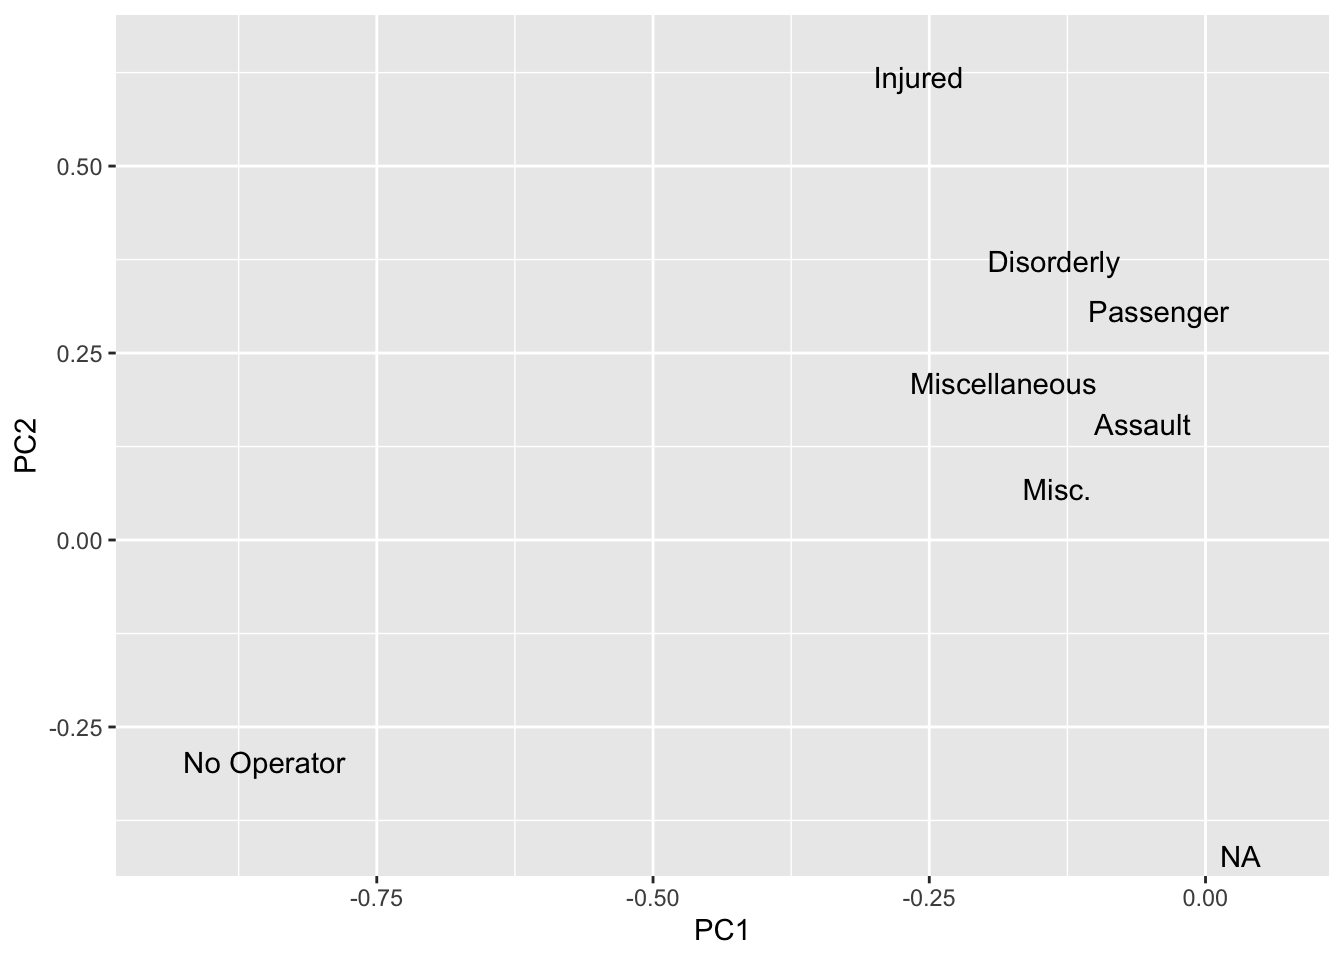 Injured
0.50
Disorderly
Passenger
0.25
Miscellaneous
Assault
PC2
Misc.
0.00
-0.25
No Operator
NA
-0.75 -0.50 -0.25 0.00
PC1